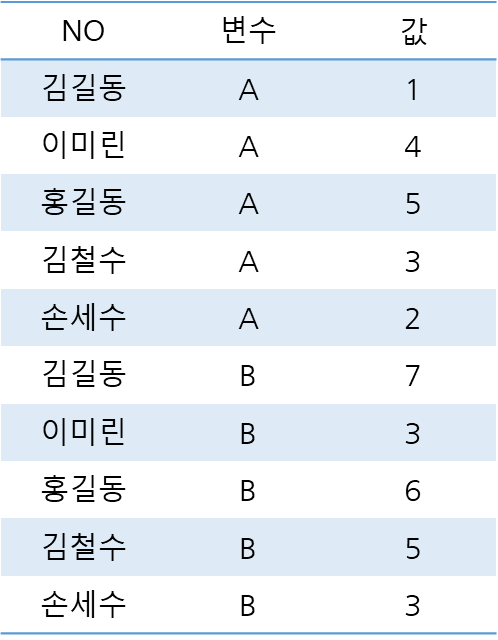 NO 변수 값
김길동 A 1
이미린 A 4
홍길동 A 5
김철수 A 3
손세수 A 2
김길동 B 7
이미린 B 3
홍길동 B 6
김철수 B 5
손세수 B 3